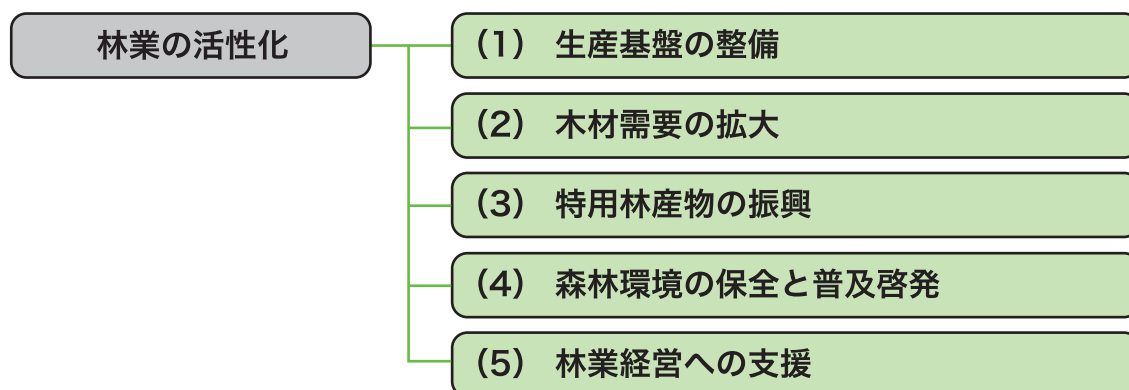 林業の活性化
(1) 生産基盤の整備
(2) 木材需要の拡大
(3) 特用林産物の振興
(4) 森林環境の保全と普及啓発
(5) 林業経営への支援